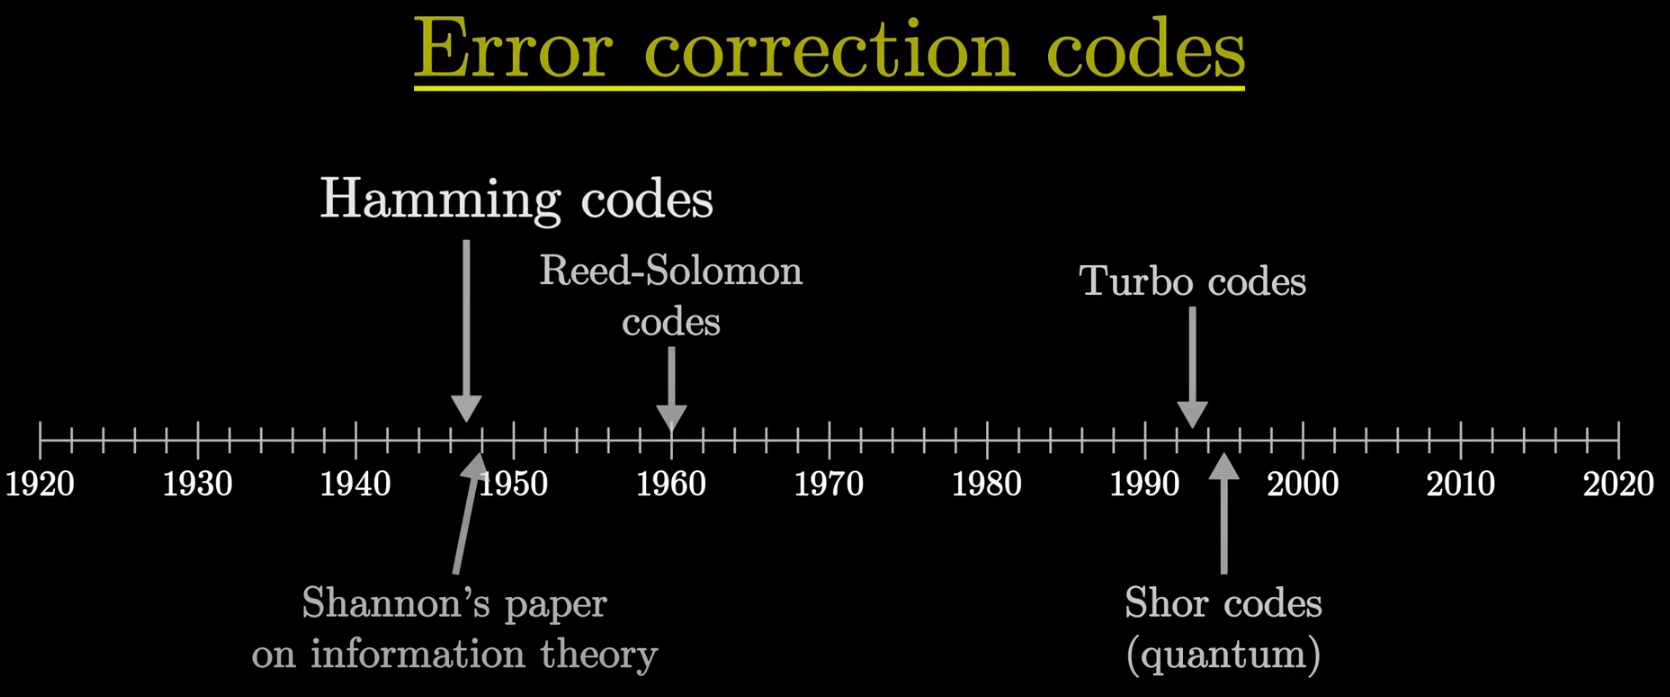 Error correction codes
Hamming codes
Reed-Solomon
codes
Turbo codes
1920 1930 1940 1950 1960 1970 1980 1990 2000 2010 2020
Shannon’s paper
on information theory
Shor codes
(quantum)